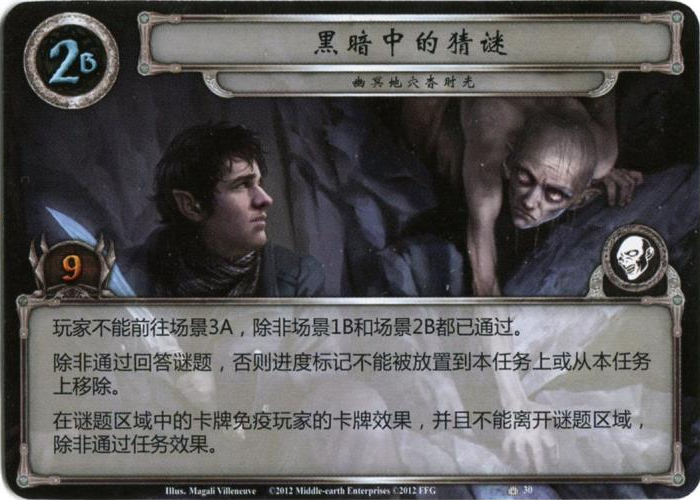 2B
黑暗中的猜谜
幽冥地穴杳时光
9
玩家不能前往场景3A，除非场景1B和场景2B都已通过。
除非通过回答谜题，否则进度标记不能被放置到本任务上或从本任务
上移除。
在谜题区域中的卡牌免疫玩家的卡牌效果，并且不能离开谜题区域，
除非通过任务效果。
Illus. Magali Villeneuve ©2012 Middle-earth Enterprises ©2012 FFG 30